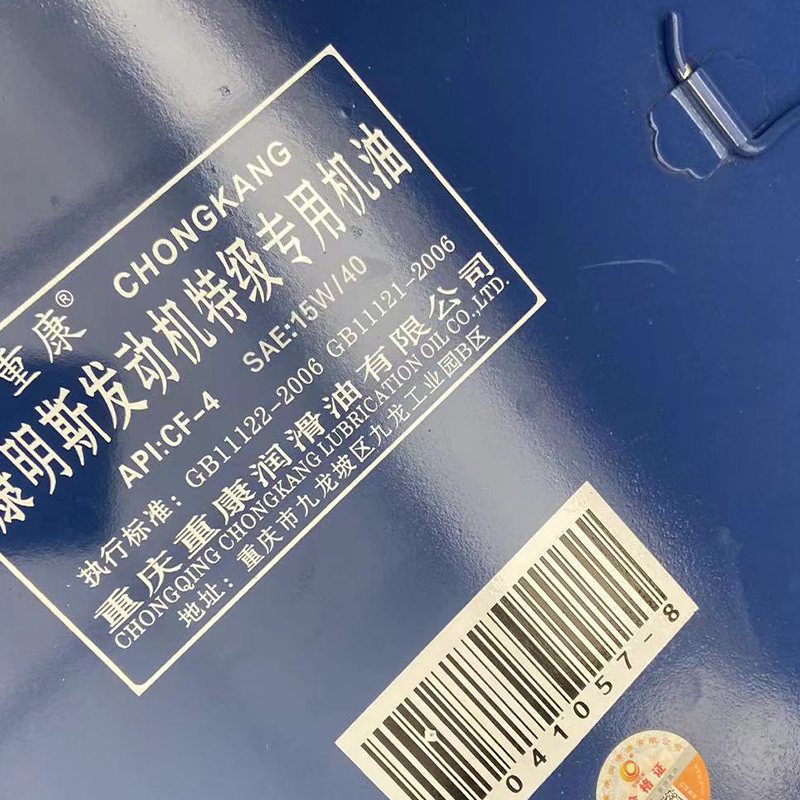 重康® CHONGKANG
康明斯发动机特级专用机油
API:CF-4 SAE:15W/40
执行标准：GB11122-2006 GB11121-2006
重庆重康润滑油有限公司
CHONGQING CHONGKANG LUBRICATION OIL CO.,LTD.
地址：重庆市九龙坡区九龙工业园B区
041057-8
合格证